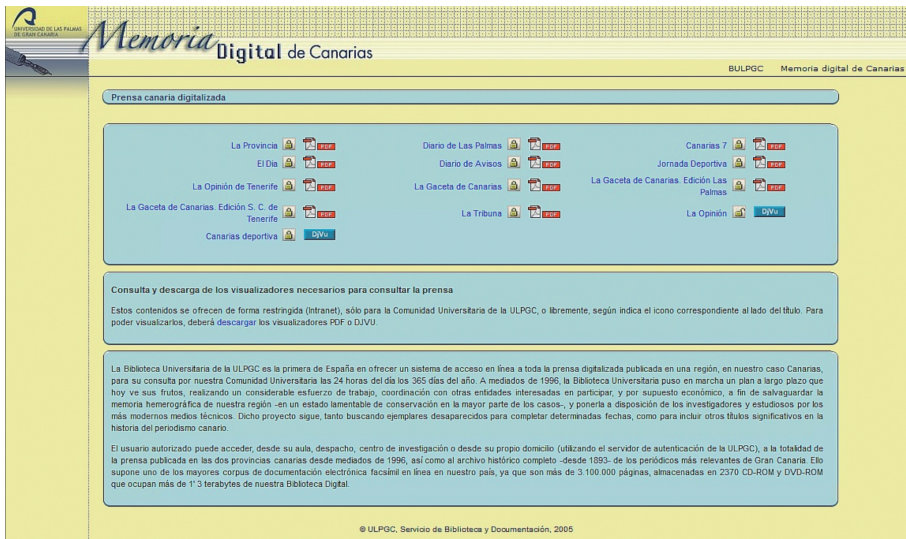 UNIVERSIDAD DE LAS PALMAS
DE GRAN CANARIA
Memoria Digital de Canarias
BULPGC Memoria digital de Canarias
Prensa canaria digitalizada
La Provincia PDF Diario de Las Palmas PDF Canarias 7 PDF
El Dia PDF Diario de Avisos PDF Jornada Deportiva PDF
La Opinión de Tenerife PDF La Gaceta de Canarias PDF La Gaceta de Canarias. Edición Las
Palmas PDF
La Gaceta de Canarias. Edición S. C. de
Tenerife PDF La Tribuna PDF La Opinión DjVu
Canarias deportiva DjVu
Consulta y descarga de los visualizadores necesarios para consultar la prensa
Estos contenidos se ofrecen de forma restringida (Intranet), sólo para la Comunidad Universitaria de la ULPGC, o libremente, según indica el icono correspondiente al lado del título. Para
poder visualizarlos, deberá descargar los visualizadores PDF o DJVU.
La Biblioteca Universitaria de la ULPGC es la primera de España en ofrecer un sistema de acceso en línea a toda la prensa digitalizada publicada en una región, en nuestro caso Canarias,
para su consulta por nuestra Comunidad Universitaria las 24 horas del día los 365 días del año. A mediados de 1996, la Biblioteca Universitaria puso en marcha un plan a largo plazo que
hoy ve sus frutos, realizando un considerable esfuerzo de trabajo, coordinación con otras entidades interesadas en participar, y por supuesto económico, a fin de salvaguardar la
memoria hemerográfica de nuestra región -en un estado lamentable de conservación en la mayor parte de los casos-, y ponerla a disposición de los investigadores y estudiosos por los
más modernos medios técnicos. Dicho proyecto sigue, tanto buscando ejemplares desaparecidos para completar determinadas fechas, como para incluir otros títulos significativos en la
historia del periodismo canario.
El usuario autorizado puede acceder, desde su aula, despacho, centro de investigación o desde su propio domicilio (utilizando el servidor de autenticación de la ULPGC), a la totalidad de
la prensa publicada en las dos provincias canarias desde mediados de 1996, así como al archivo histórico completo -desde 1893- de los periódicos más relevantes de Gran Canaria. Ello
supone uno de los mayores corpus de documentación electrónica facsímil en línea en nuestro país, ya que son más de 3.100.000 páginas, almacenadas en 2370 CD-ROM y DVD-ROM
que ocupan más de 1' 3 terabytes de nuestra Biblioteca Digital.
© ULPGC, Servicio de Biblioteca y Documentación, 2005